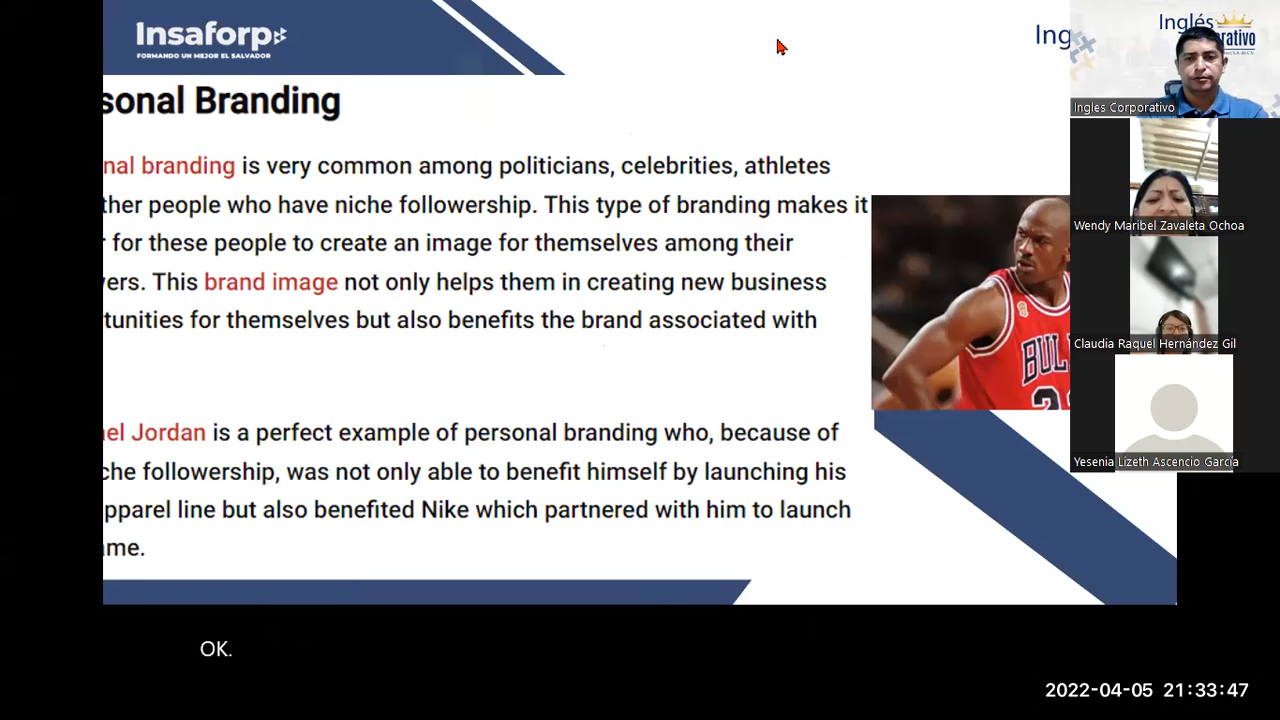 Insaforp
FORMANDO UN MEJOR EL SALVADOR
Ing
Inglés
rativo
Ingles Corporativo
sonal Branding
nal branding is very common among politicians, celebrities, athletes
ther people who have niche followership. This type of branding makes it
r for these people to create an image for themselves among their
vers. This brand image not only helps them in creating new business
tunities for themselves but also benefits the brand associated with
BUL
Wendy Maribel Zavaleta Ochoa
Claudia Raquel Hernández Gil
Yesenia Lizeth Ascencio García
el Jordan is a perfect example of personal branding who, because of
che followership, was not only able to benefit himself by launching his
pparel line but also benefited Nike which partnered with him to launch
ame.
OK.
2022-04-05 21:33:47